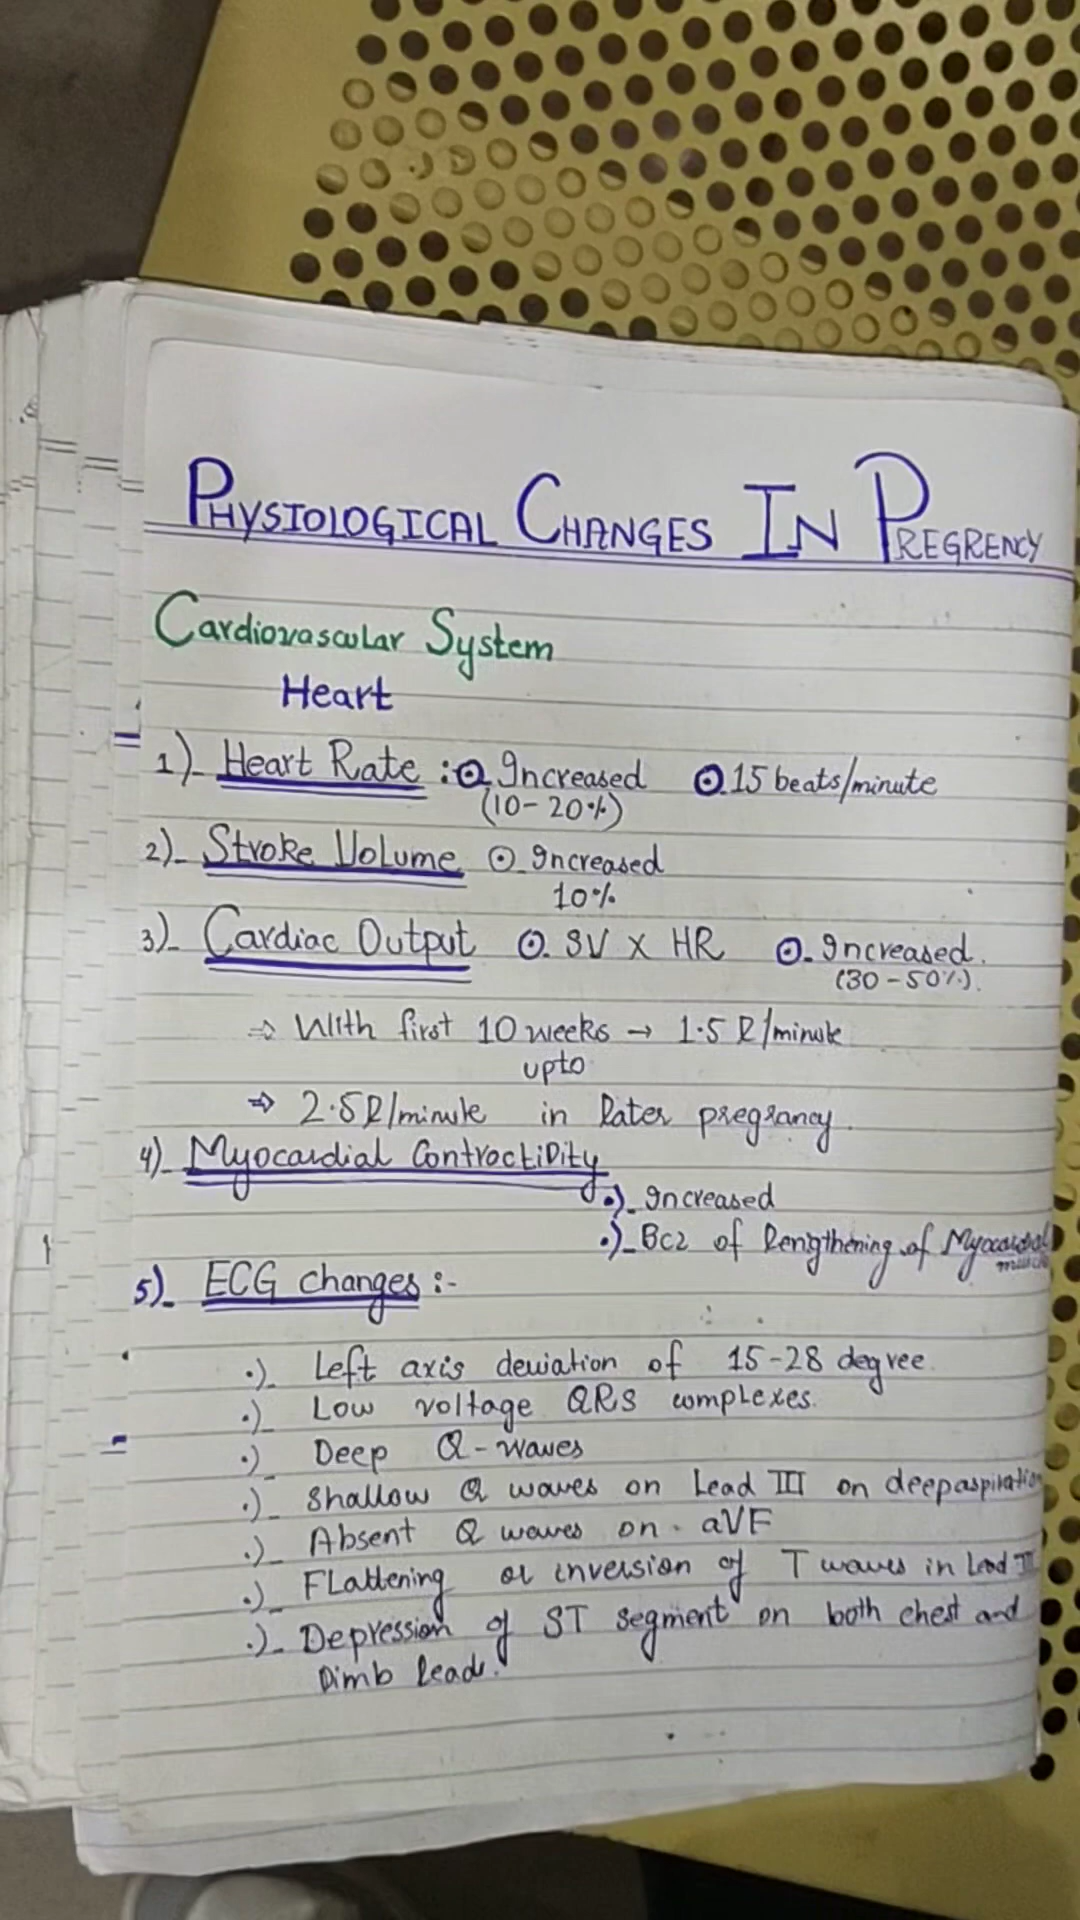 PHYSIOLOGICAL CHANGES IN PREGRENCY
Cardiovascular System
Heart
1)- Heart Rate : Increased 15 beats/minute
(10-20%)
2)- Stroke Volume Increased
10%
3)- Cardiac Output SV X HR Increased.
(30-50%).
⇒ With first 10 weeks → 1.5 l/minute
upto
⇒ 2.5l/minute in later pregnancy.
4)- Myocardial Contractility
•)- Increased
•)- Bcz of lengthening of Myocardial
muscle
5)- ECG changes :-
•)- Left axis deviation of 15-28 degree.
•)- Low voltage QRS complexes.
•)- Deep Q-waves
•)- Shallow Q waves on Lead III on deepaspiration
•)- Absent Q waves on aVF
•)- Flattening or inversion of T waves in Lead III
•)- Depression of ST segment on both chest and
limb leads.